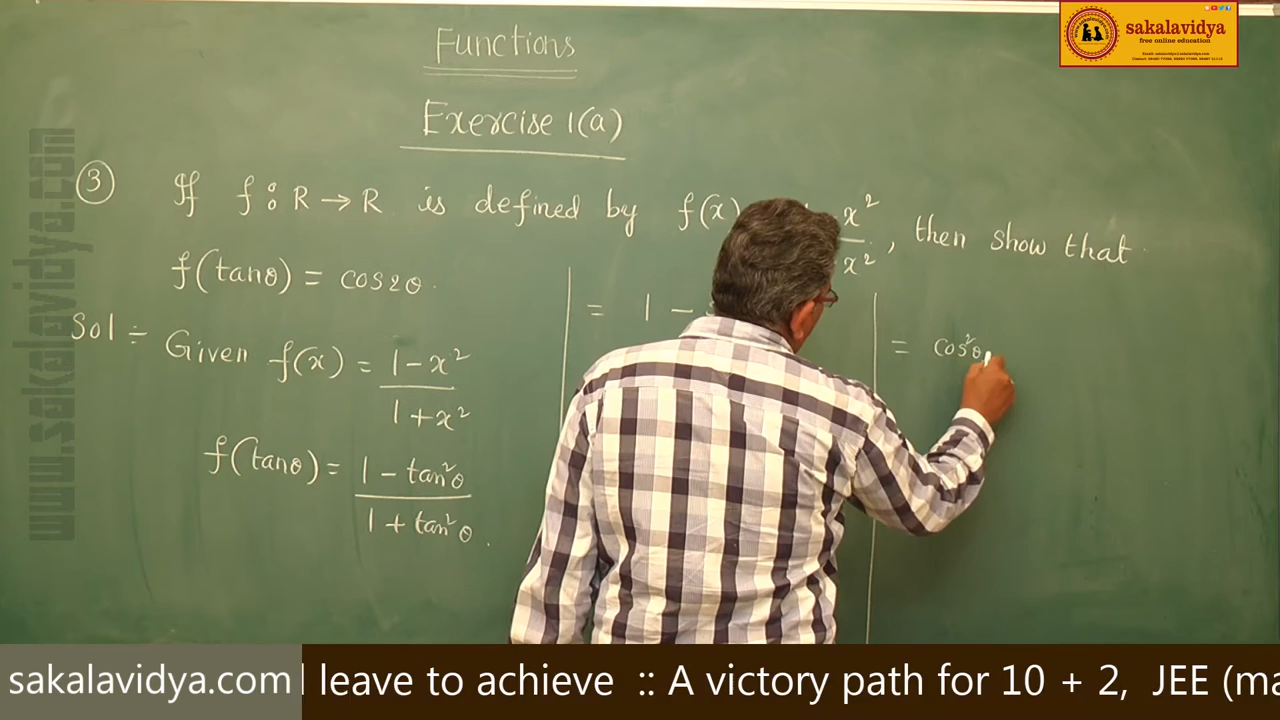 Functions
Exercise 1(a)
③ If f : R → R is defined by f(x) x²/x², then show that
f(tanθ) = cos2θ.
Sol :- Given f(x) = 1-x²/1+x²
f(tanθ) = 1 - tan²θ/1 + tan²θ.
= 1 -
= cos²θ
sakalavidya
free online education
www.sakalavidya.com
sakalavidya.com leave to achieve :: A victory path for 10 + 2, JEE (ma